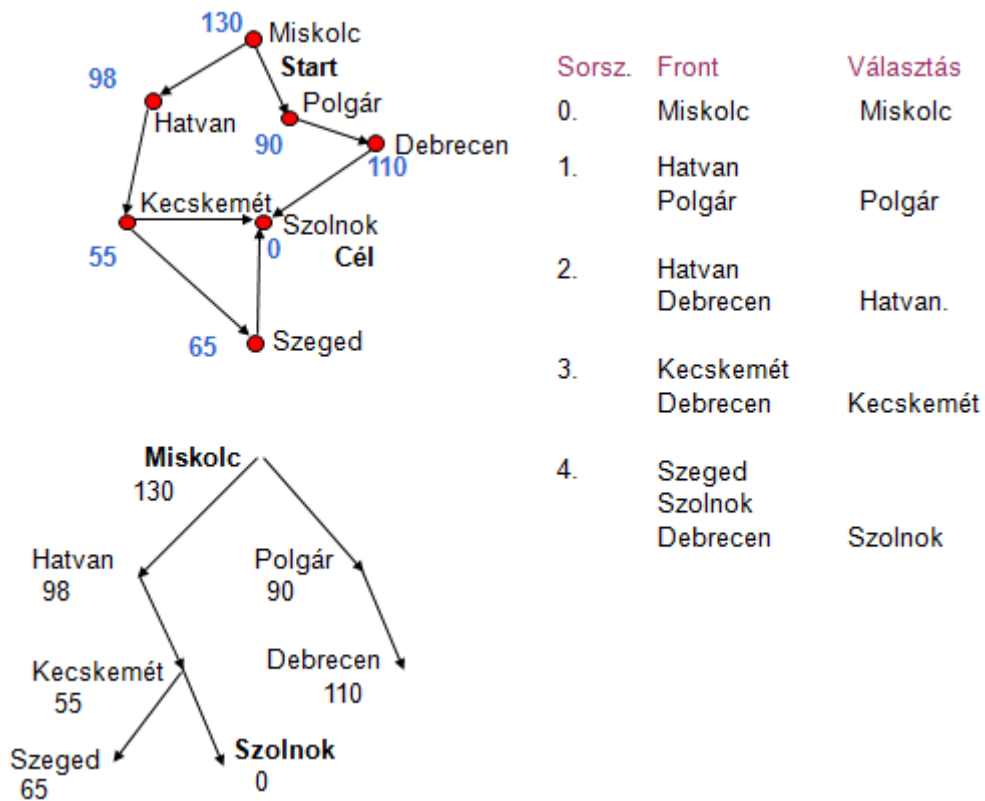 130
Miskolc
Start
98
Polgár
Hatvan
90
Debrecen
110
Kecskemét
Szolnok
55
0
Cél
65
Szeged
Sorsz. Front Választás
0. Miskolc Miskolc
1. Hatvan
Polgár Polgár
2. Hatvan
Debrecen Hatvan.
3. Kecskemét
Debrecen Kecskemét
4. Szeged
Szolnok
Debrecen Szolnok
Miskolc
130
Hatvan
98
Polgár
90
Kecskemét
55
Debrecen
110
Szeged
65
Szolnok
0